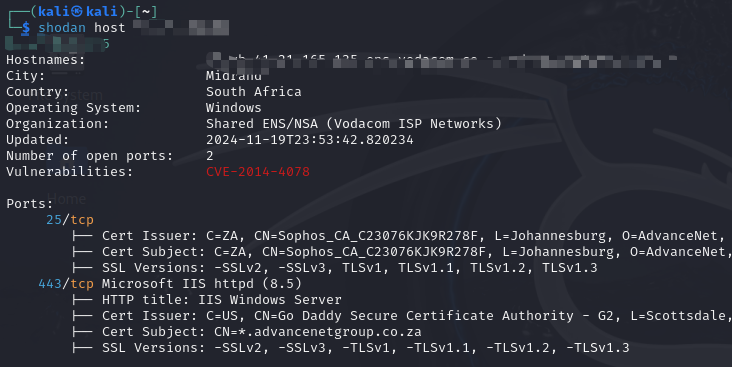 ┌──(kali㉿kali)-[~]
└─$ shodan host
5
Hostnames:
City: Midrand
Country: South Africa
Operating System: Windows
Organization: Shared ENS/NSA (Vodacom ISP Networks)
Updated: 2024-11-19T23:53:42.820234
Number of open ports: 2
Vulnerabilities: CVE-2014-4078
Ports:
25/tcp
├── Cert Issuer: C=ZA, CN=Sophos_CA_C23076KJK9R278F, L=Johannesburg, O=AdvanceNet,
├── Cert Subject: C=ZA, CN=Sophos_CA_C23076KJK9R278F, L=Johannesburg, O=AdvanceNet,
├── SSL Versions: -SSLv2, -SSLv3, TLSv1, TLSv1.1, TLSv1.2, TLSv1.3
443/tcp Microsoft IIS httpd (8.5)
├── HTTP title: IIS Windows Server
├── Cert Issuer: C=US, CN=Go Daddy Secure Certificate Authority - G2, L=Scottsdale,
├── Cert Subject: CN=*.advancenetgroup.co.za
├── SSL Versions: -SSLv2, -SSLv3, -TLSv1, -TLSv1.1, -TLSv1.2, -TLSv1.3